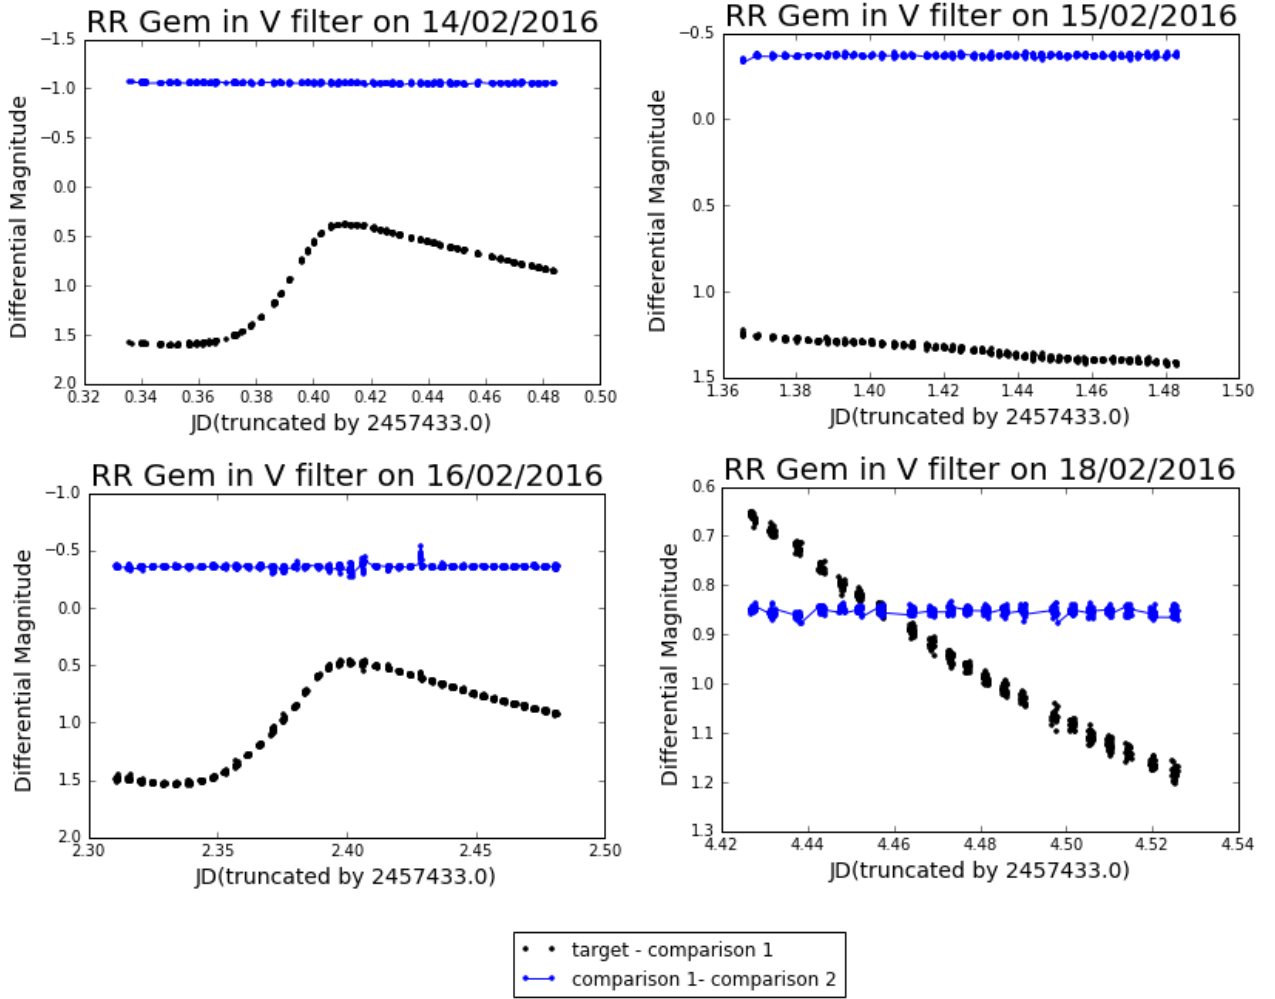 RR Gem in V filter on 14/02/2016
−1.5
−1.0
−0.5
0.0
0.5
1.0
1.5
2.0
Differential Magnitude
0.32 0.34 0.36 0.38 0.40 0.42 0.44 0.46 0.48 0.50
JD(truncated by 2457433.0)
RR Gem in V filter on 15/02/2016
−0.5
0.0
0.5
1.0
1.5
Differential Magnitude
1.36 1.38 1.40 1.42 1.44 1.46 1.48 1.50
JD(truncated by 2457433.0)
RR Gem in V filter on 16/02/2016
−1.0
−0.5
0.0
0.5
1.0
1.5
2.0
Differential Magnitude
2.30 2.35 2.40 2.45 2.50
JD(truncated by 2457433.0)
RR Gem in V filter on 18/02/2016
0.6
0.7
0.8
0.9
1.0
1.1
1.2
1.3
Differential Magnitude
4.42 4.44 4.46 4.48 4.50 4.52 4.54
JD(truncated by 2457433.0)
target - comparison 1
comparison 1- comparison 2